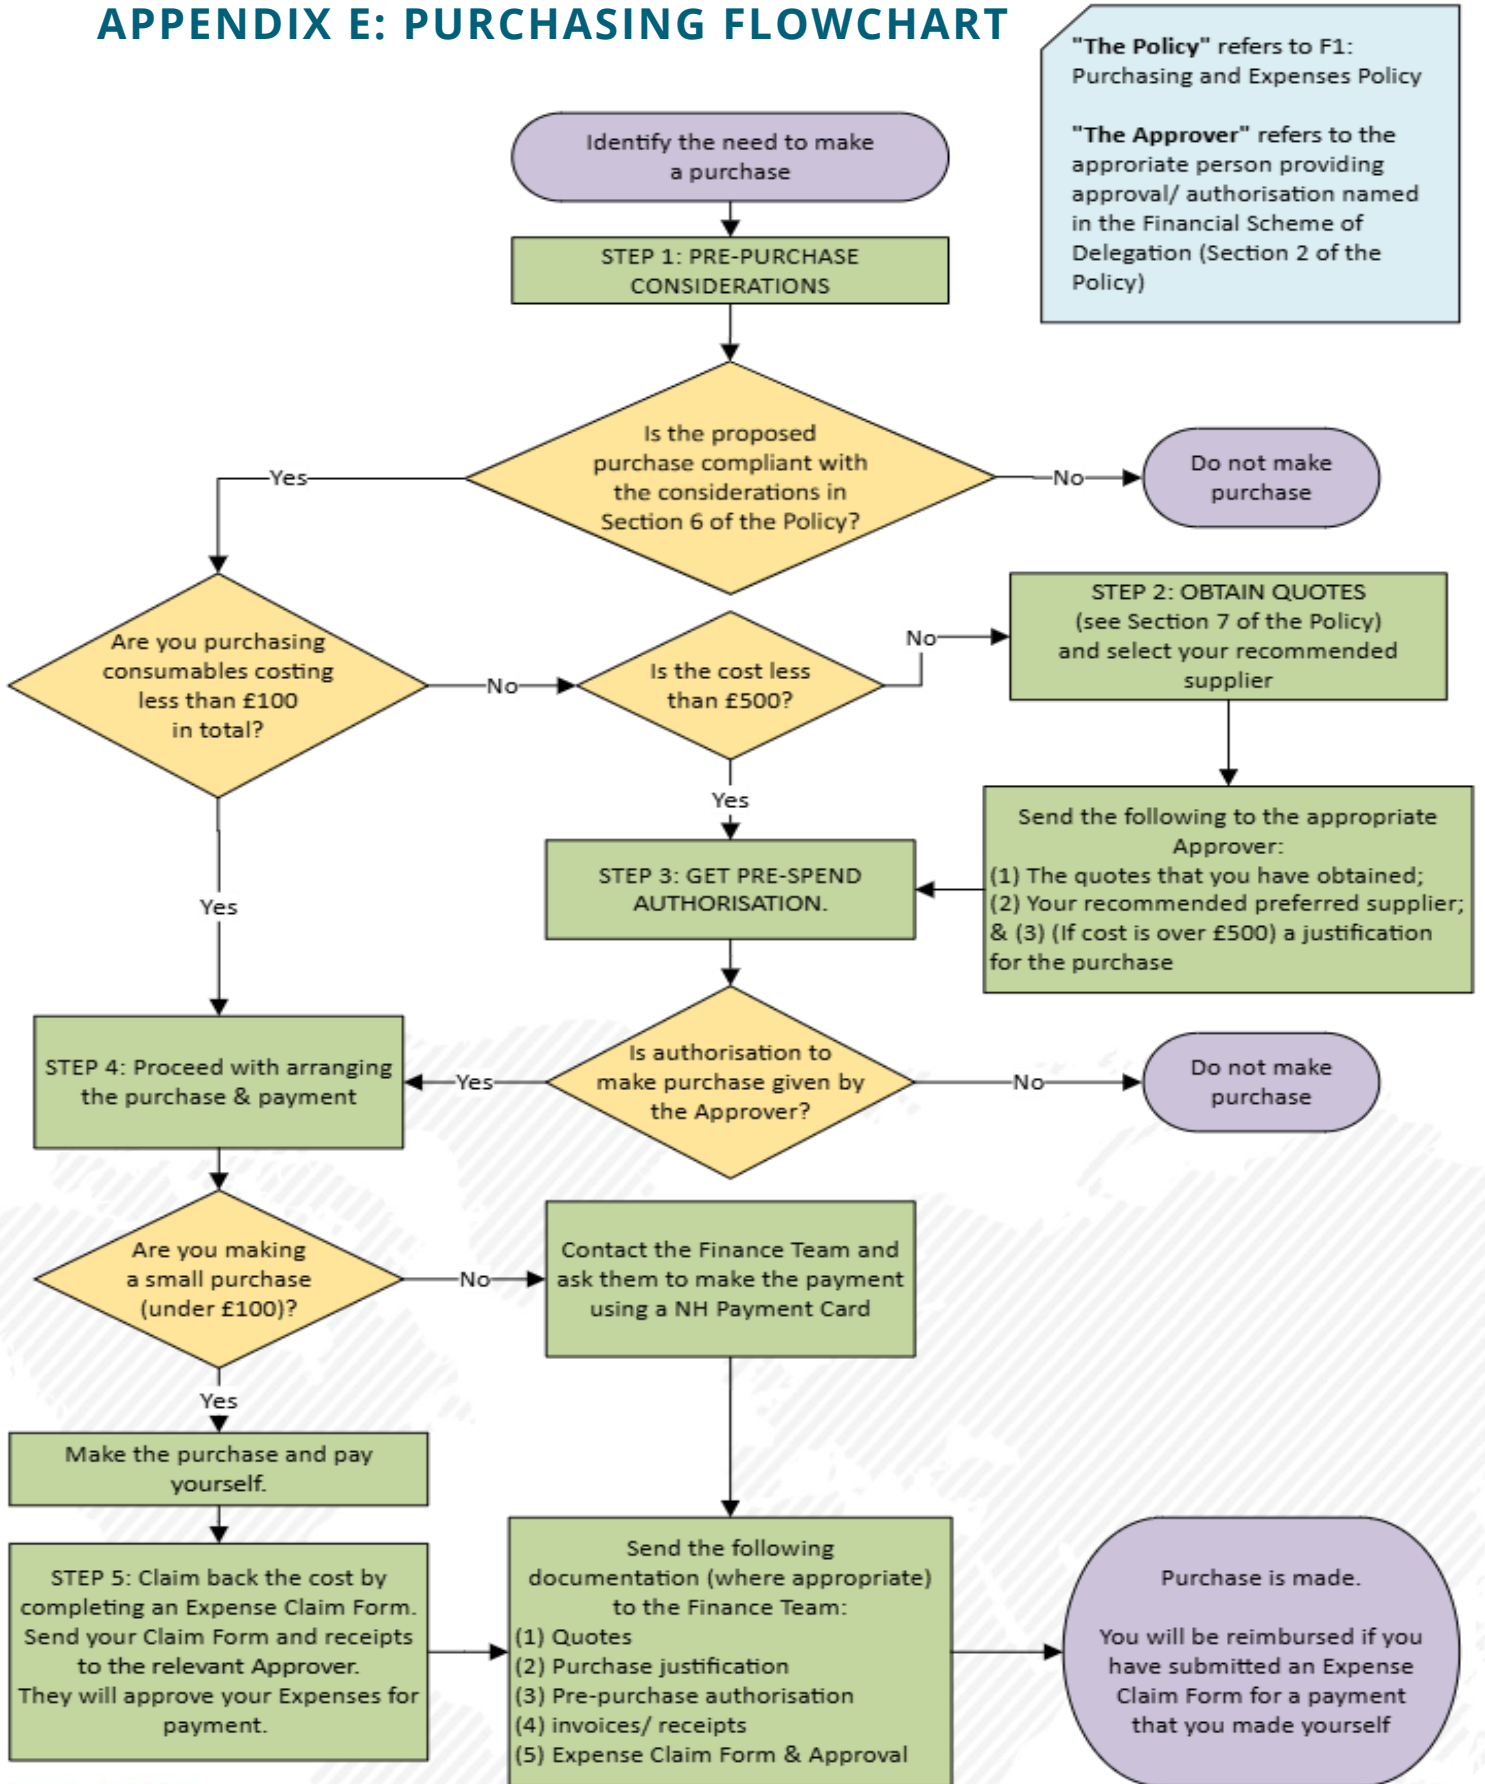 APPENDIX E: PURCHASING FLOWCHART
"The Policy" refers to F1:
Purchasing and Expenses Policy
"The Approver" refers to the
approriate person providing
approval/ authorisation named
in the Financial Scheme of
Delegation (Section 2 of the
Policy)
Identify the need to make
a purchase
STEP 1: PRE-PURCHASE
CONSIDERATIONS
Is the proposed
purchase compliant with
the considerations in
Section 6 of the Policy?
Yes
No
Do not make
purchase
Are you purchasing
consumables costing
less than £100
in total?
No
Is the cost less
than £500?
No
STEP 2: OBTAIN QUOTES
(see Section 7 of the Policy)
and select your recommended
supplier
Yes
Yes
Send the following to the appropriate
Approver:
(1) The quotes that you have obtained;
(2) Your recommended preferred supplier;
& (3) (If cost is over £500) a justification
for the purchase
STEP 3: GET PRE-SPEND
AUTHORISATION.
Is authorisation to
make purchase given by
the Approver?
Yes
No
Do not make
purchase
STEP 4: Proceed with arranging
the purchase & payment
Are you making
a small purchase
(under £100)?
No
Contact the Finance Team and
ask them to make the payment
using a NH Payment Card
Yes
Make the purchase and pay
yourself.
STEP 5: Claim back the cost by
completing an Expense Claim Form.
Send your Claim Form and receipts
to the relevant Approver.
They will approve your Expenses for
payment.
Send the following
documentation (where appropriate)
to the Finance Team:
(1) Quotes
(2) Purchase justification
(3) Pre-purchase authorisation
(4) invoices/ receipts
(5) Expense Claim Form & Approval
Purchase is made.
You will be reimbursed if you
have submitted an Expense
Claim Form for a payment
that you made yourself